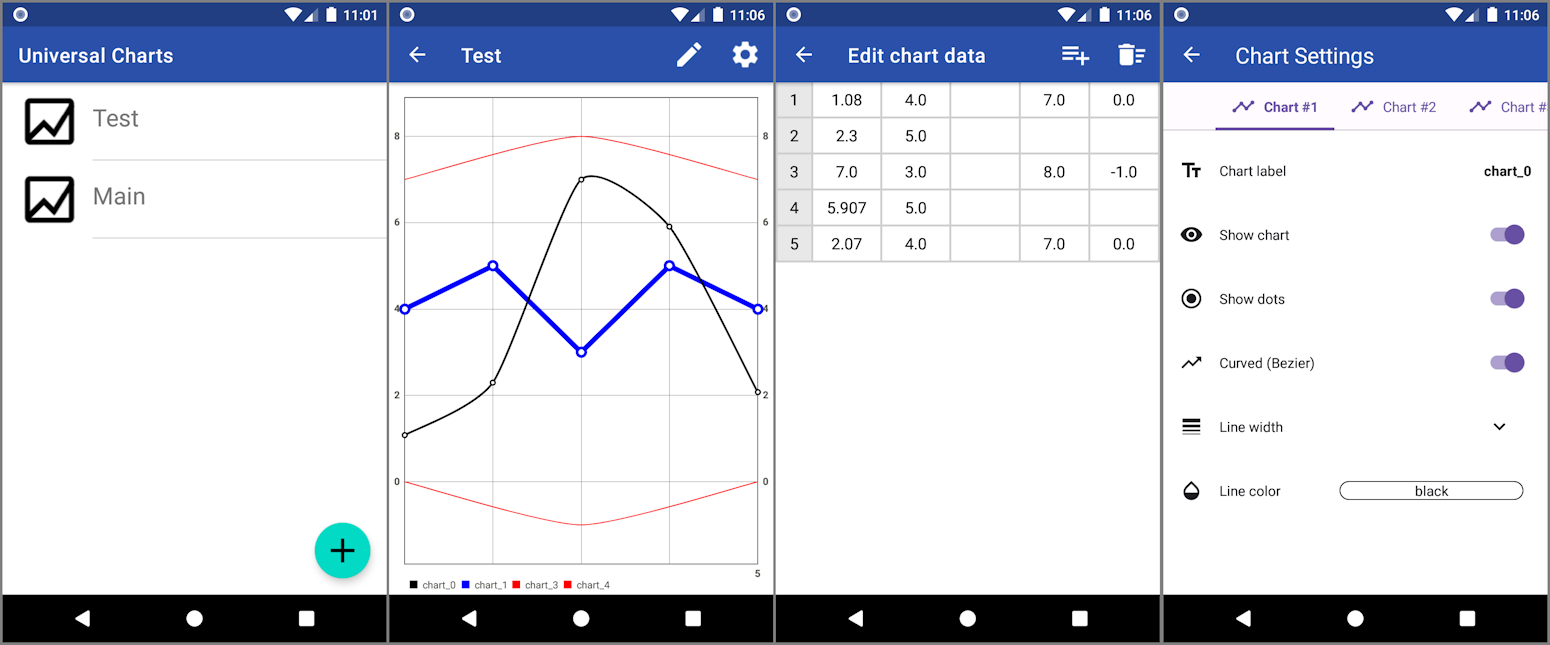 11:01
Universal Charts
Test
Main
11:06
Test
8 8
6 6
4 4
2 2
0 0
5
chart_0 chart_1 chart_3 chart_4
11:06
Edit chart data
1 1.08 4.0 7.0 0.0
2 2.3 5.0
3 7.0 3.0 8.0 -1.0
4 5.907 5.0
5 2.07 4.0 7.0 0.0
11:06
Chart Settings
Chart #1 Chart #2 Chart #
Chart label chart_0
Show chart
Show dots
Curved (Bezier)
Line width
Line color black